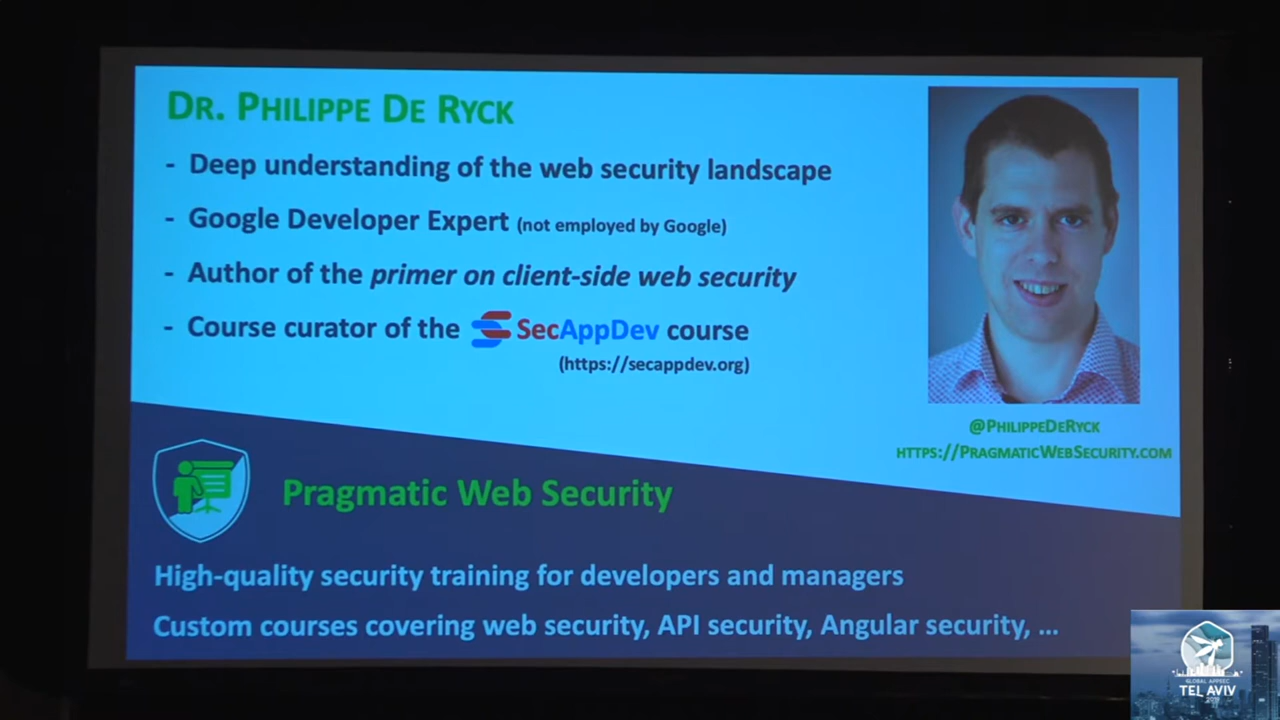 DR. PHILIPPE DE RYCK
- Deep understanding of the web security landscape
- Google Developer Expert (not employed by Google)
- Author of the primer on client-side web security
- Course curator of the SecAppDev course
(https://secappdev.org)
@PHILIPPEDERYCK
HTTPS://PRAGMATICWEBSECURITY.COM
Pragmatic Web Security
High-quality security training for developers and managers
Custom courses covering web security, API security, Angular security, ...
GLOBAL APPSEC
TEL AVIV
2019